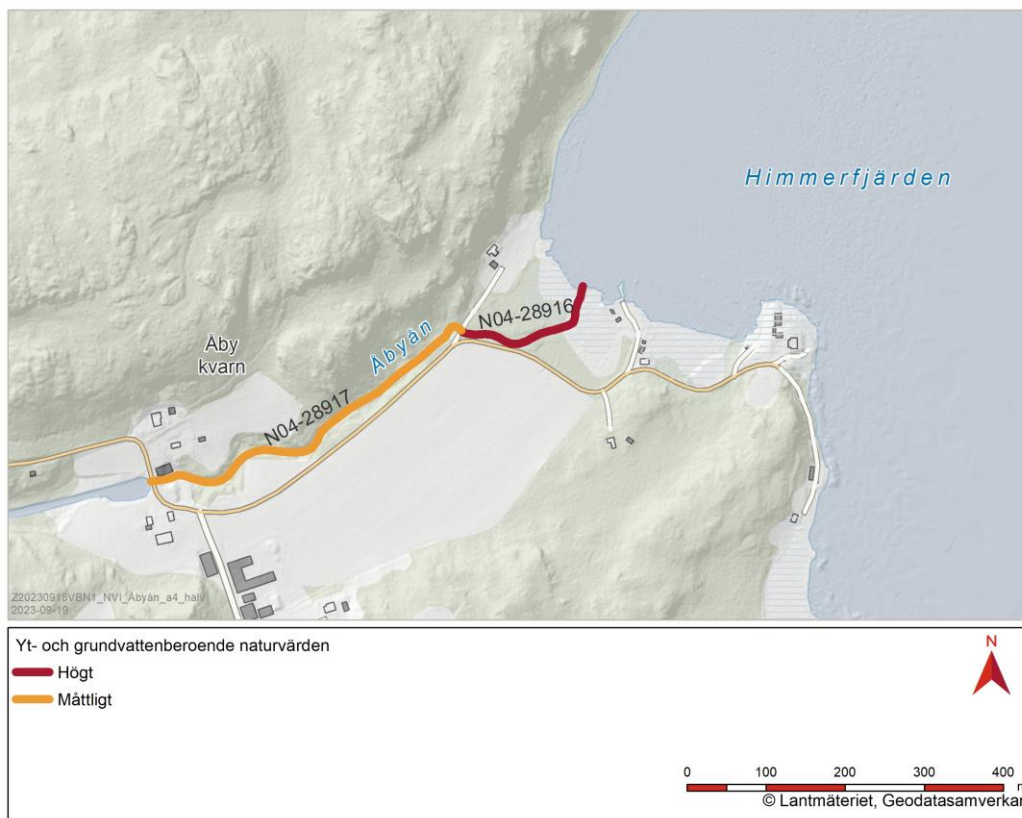 Himmerfjärden
N04-28916
Åbyån
Åby
kvarn
N04-28917
Z20230918VBN1_NVI_Åbyån_a4_halv
2023-09-19
Yt- och grundvattenberoende naturvärden
Högt
Måttligt
N
0 100 200 300 400
m
© Lantmäteriet, Geodatasamverkan